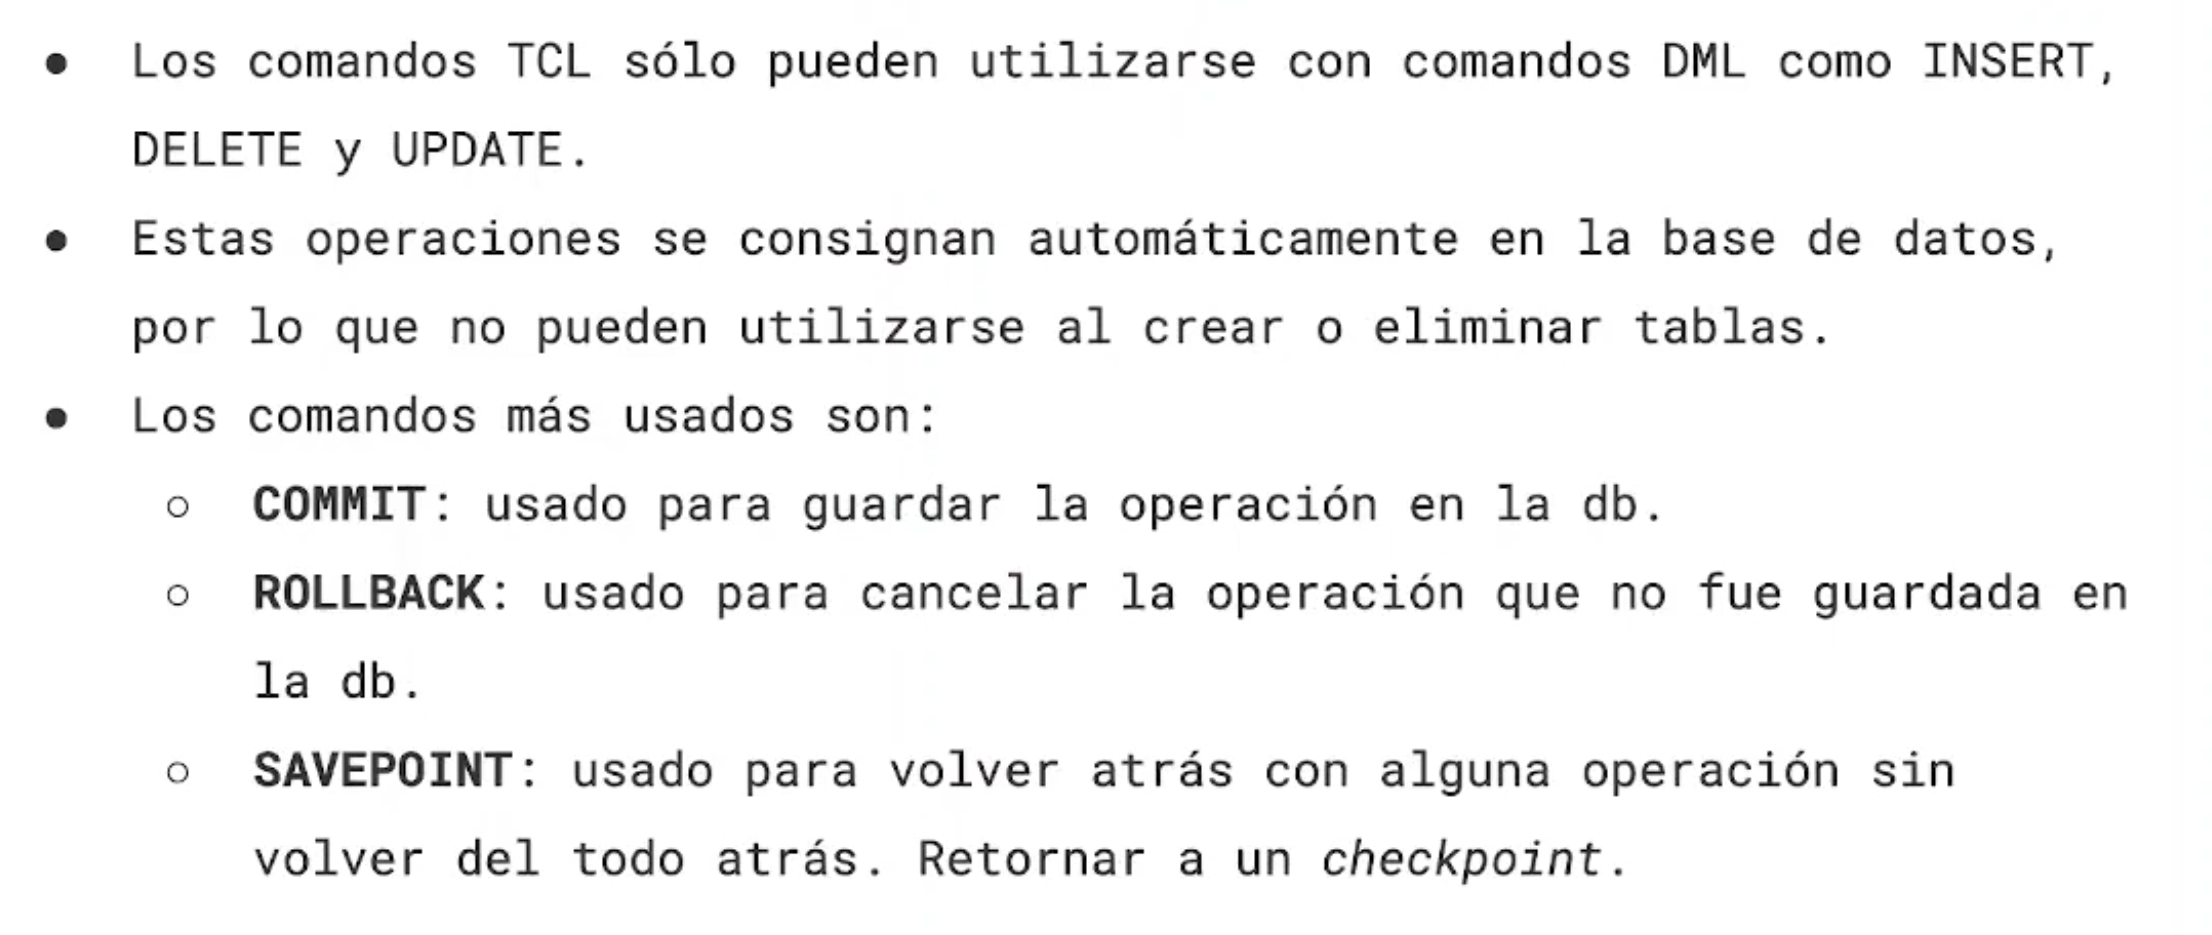 ● Los comandos TCL sólo pueden utilizarse con comandos DML como INSERT,
DELETE y UPDATE.
● Estas operaciones se consignan automáticamente en la base de datos,
por lo que no pueden utilizarse al crear o eliminar tablas.
● Los comandos más usados son:
○ COMMIT: usado para guardar la operación en la db.
○ ROLLBACK: usado para cancelar la operación que no fue guardada en
la db.
○ SAVEPOINT: usado para volver atrás con alguna operación sin
volver del todo atrás. Retornar a un checkpoint.